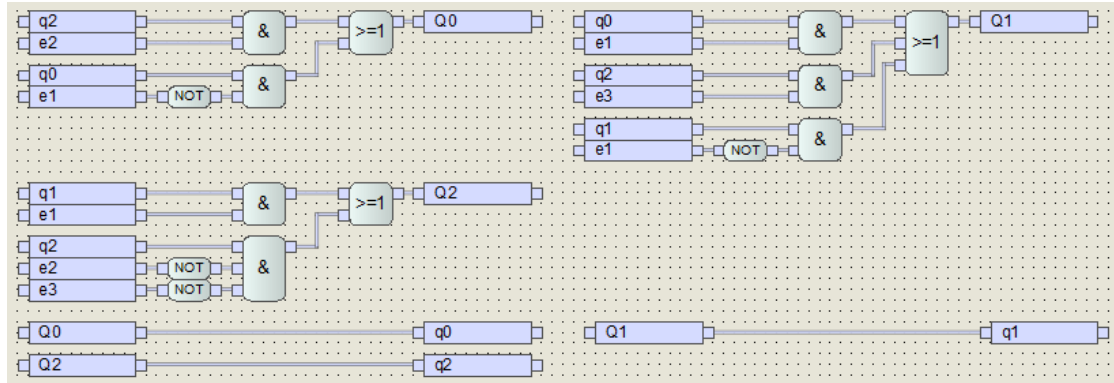 q2 & >=1 Q0
e2
q0 &
e1 NOT
q0 & >=1 Q1
e1
q2 &
e3
q1 &
e1 NOT
q1 & >=1 Q2
e1
q2
e2 NOT &
e3 NOT
Q0 q0
Q1 q1
Q2 q2